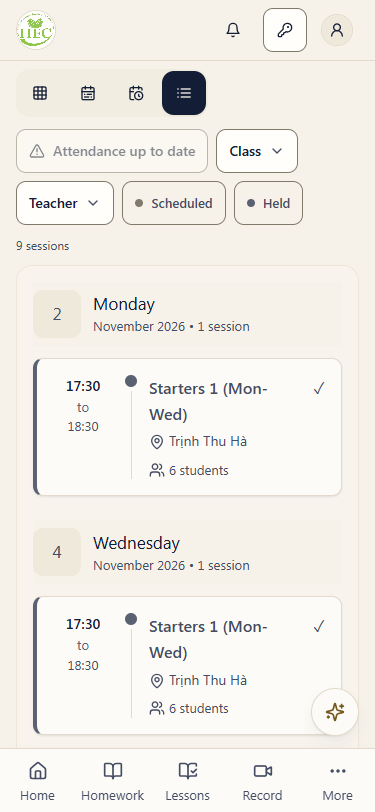 HEC
Attendance up to date
Class
Teacher
Scheduled
Held
9 sessions
2
Monday
November 2026 • 1 session
17:30
to
18:30
Starters 1 (Mon-
Wed)
✓
Trịnh Thu Hà
6 students
4
Wednesday
November 2026 • 1 session
17:30
to
18:30
Starters 1 (Mon-
Wed)
✓
Trịnh Thu Hà
6 students
Home
Homework
Lessons
Record
More